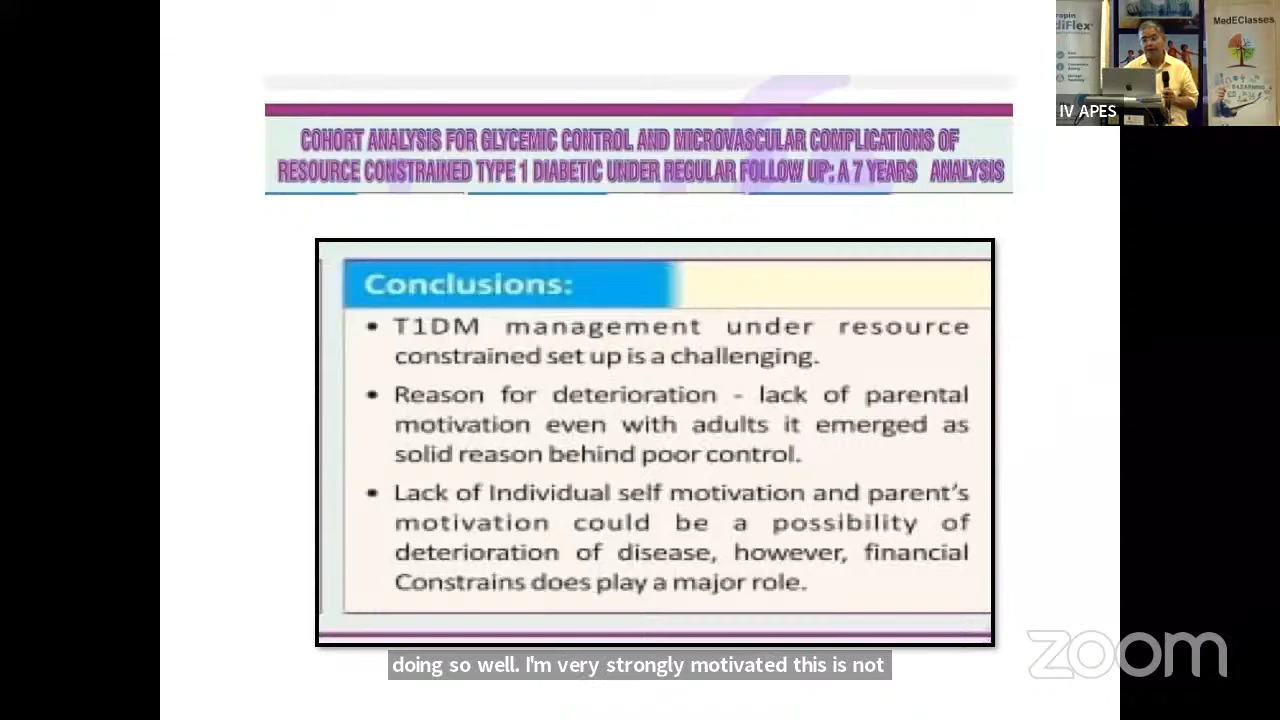 MedEClasses
IV APES
COHORT ANALYSIS FOR GLYCEMIC CONTROL AND MICROVASCULAR COMPLICATIONS OF
RESOURCE CONSTRAINED TYPE 1 DIABETIC UNDER REGULAR FOLLOW UP: A 7 YEARS ANALYSIS
Conclusions:
• T1DM management under resource
constrained set up is a challenging.
• Reason for deterioration - lack of parental
motivation even with adults it emerged as
solid reason behind poor control.
• Lack of Individual self motivation and parent's
motivation could be a possibility of
deterioration of disease, however, financial
Constrains does play a major role.
doing so well. I'm very strongly motivated this is not
zoom